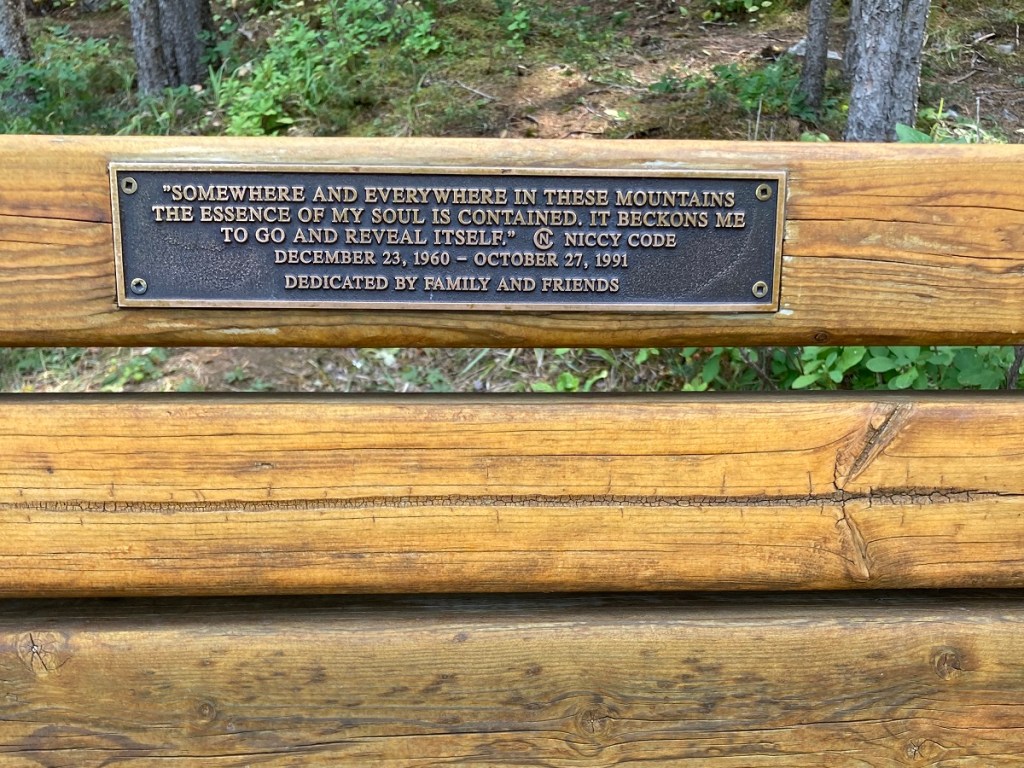 "SOMEWHERE AND EVERYWHERE IN THESE MOUNTAINS
THE ESSENCE OF MY SOUL IS CONTAINED. IT BECKONS ME
TO GO AND REVEAL ITSELF." CN NICCY CODE
DECEMBER 23, 1960 – OCTOBER 27, 1991
DEDICATED BY FAMILY AND FRIENDS